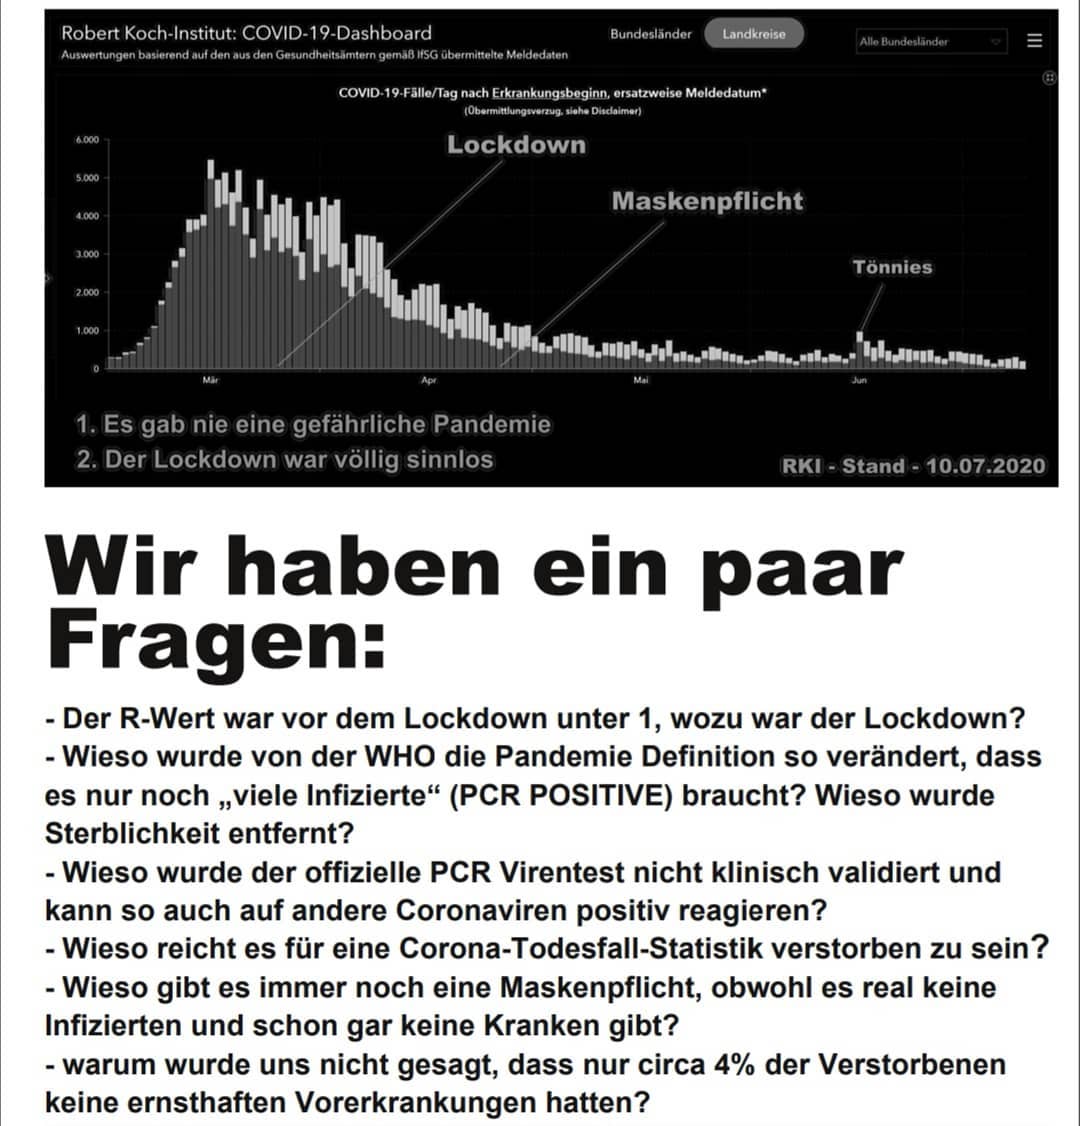 Robert Koch-Institut: COVID-19-Dashboard
Auswertungen basierend auf den aus den Gesundheitsämtern gemäß IfSG übermittelte Meldedaten
Bundesländer
Landkreise
Alle Bundesländer
COVID-19-Fälle/Tag nach Erkrankungsbeginn, ersatzweise Meldedatum*
(Übermittlungsverzug, siehe Disclaimer)
6.000
5.000
4.000
3.000
2.000
1.000
0
Lockdown
Maskenpflicht
Tönnies
Mär
Apr
Mai
Jun
1. Es gab nie eine gefährliche Pandemie
2. Der Lockdown war völlig sinnlos
RKI - Stand - 10.07.2020
Wir haben ein paar
Fragen:
- Der R-Wert war vor dem Lockdown unter 1, wozu war der Lockdown?
- Wieso wurde von der WHO die Pandemie Definition so verändert, dass
es nur noch „viele Infizierte“ (PCR POSITIVE) braucht? Wieso wurde
Sterblichkeit entfernt?
- Wieso wurde der offizielle PCR Virentest nicht klinisch validiert und
kann so auch auf andere Coronaviren positiv reagieren?
- Wieso reicht es für eine Corona-Todesfall-Statistik verstorben zu sein?
- Wieso gibt es immer noch eine Maskenpflicht, obwohl es real keine
Infizierten und schon gar keine Kranken gibt?
- warum wurde uns nicht gesagt, dass nur circa 4% der Verstorbenen
keine ernsthaften Vorerkrankungen hatten?